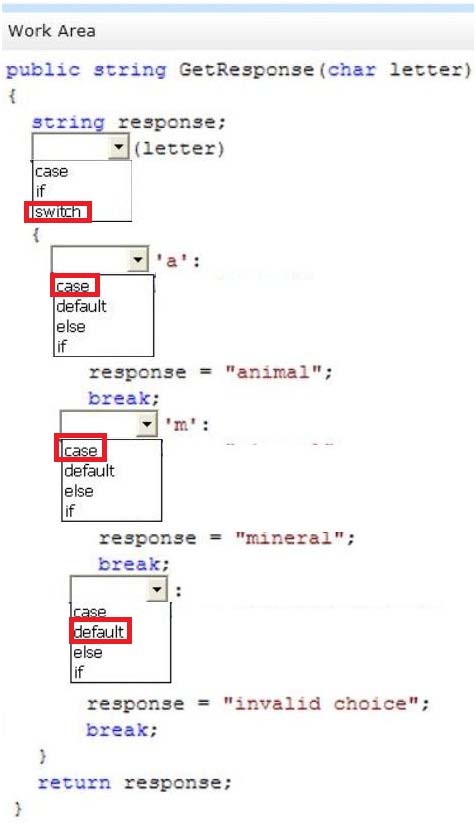 Work Area
public string GetResponse(char letter)
{
string response;
(letter)
case
if
switch
{
'a':
case
default
else
if
response = "animal";
break;
'm':
case
default
else
if
response = "mineral";
break;
:
case
default
else
if
response = "invalid choice";
break;
}
return response;
}